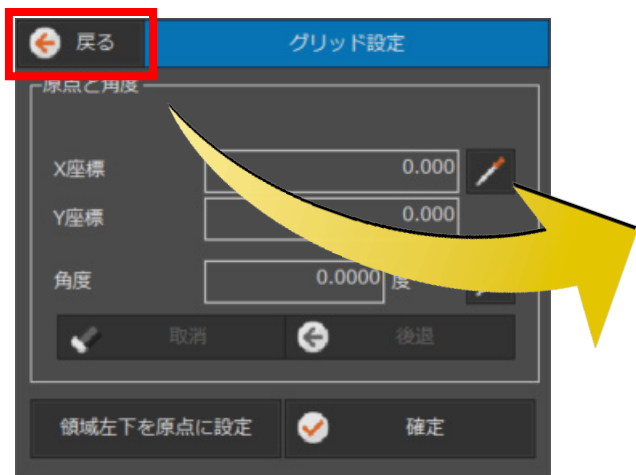 戻る グリッド設定
原点と角度
X座標 0.000
Y座標 0.000
角度 0.0000 度
取消 後退
領域左下を原点に設定 確定